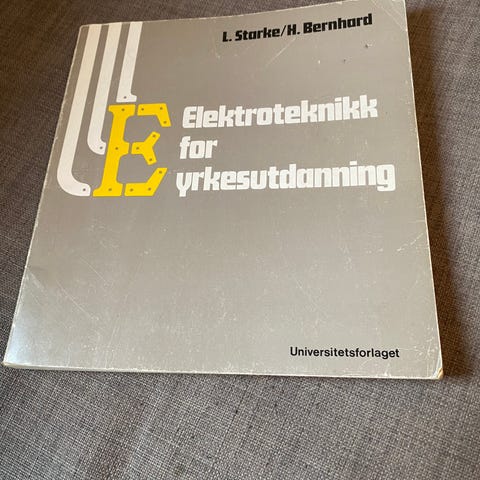 L. Starke/H. Bernhard
E
Elektroteknikk
for
yrkesutdanning
Universitetsforlaget